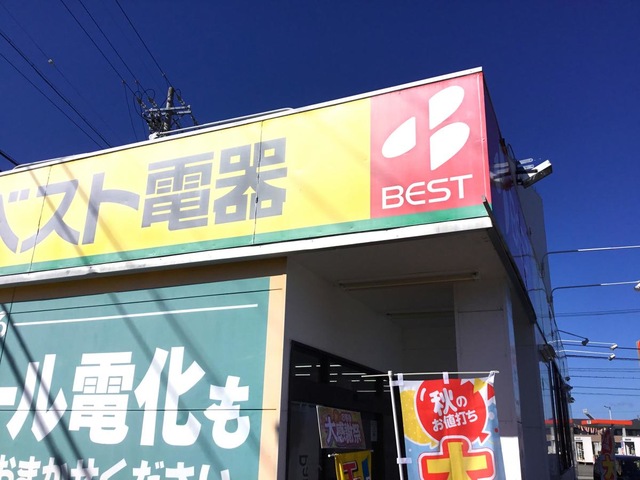 ベスト電器
BEST
ール電化も
おまかせください
秋の
お値打ち
大感謝祭